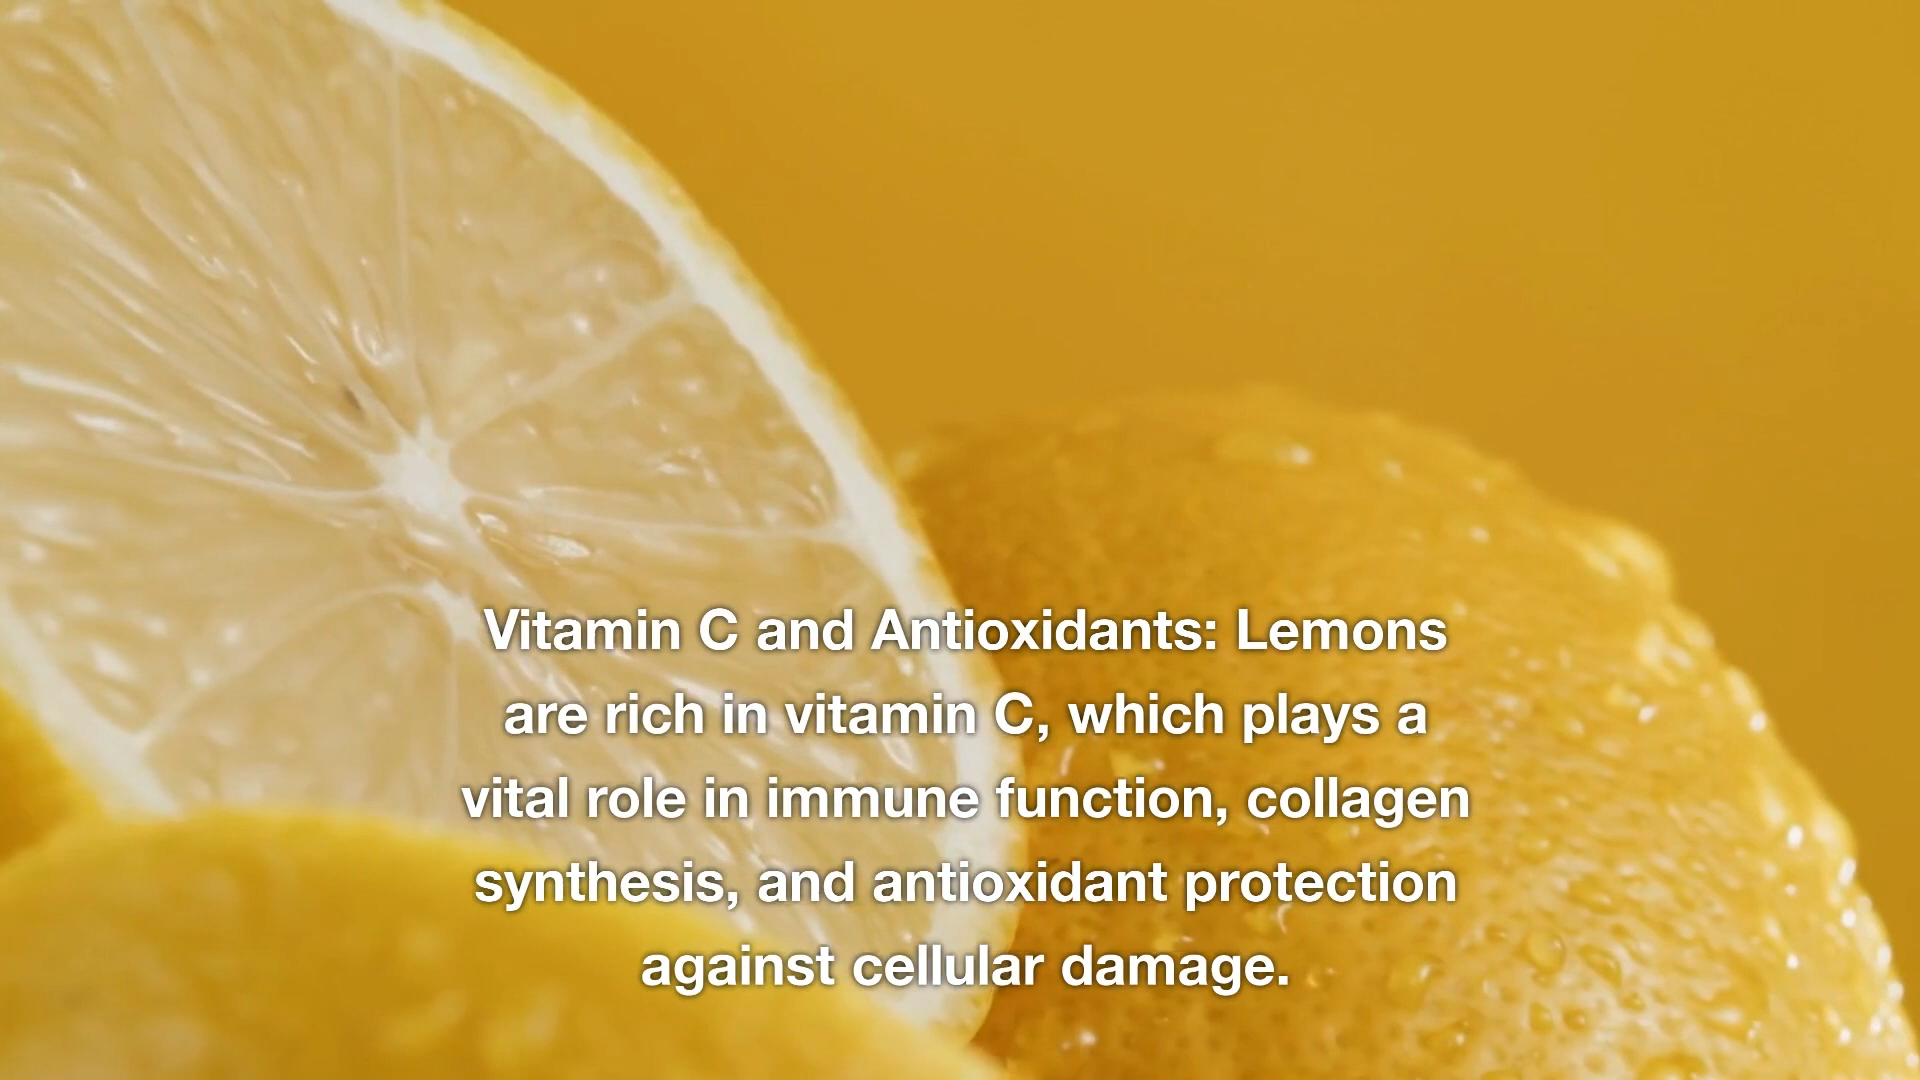 Vitamin C and Antioxidants: Lemons
are rich in vitamin C, which plays a
vital role in immune function, collagen
synthesis, and antioxidant protection
against cellular damage.